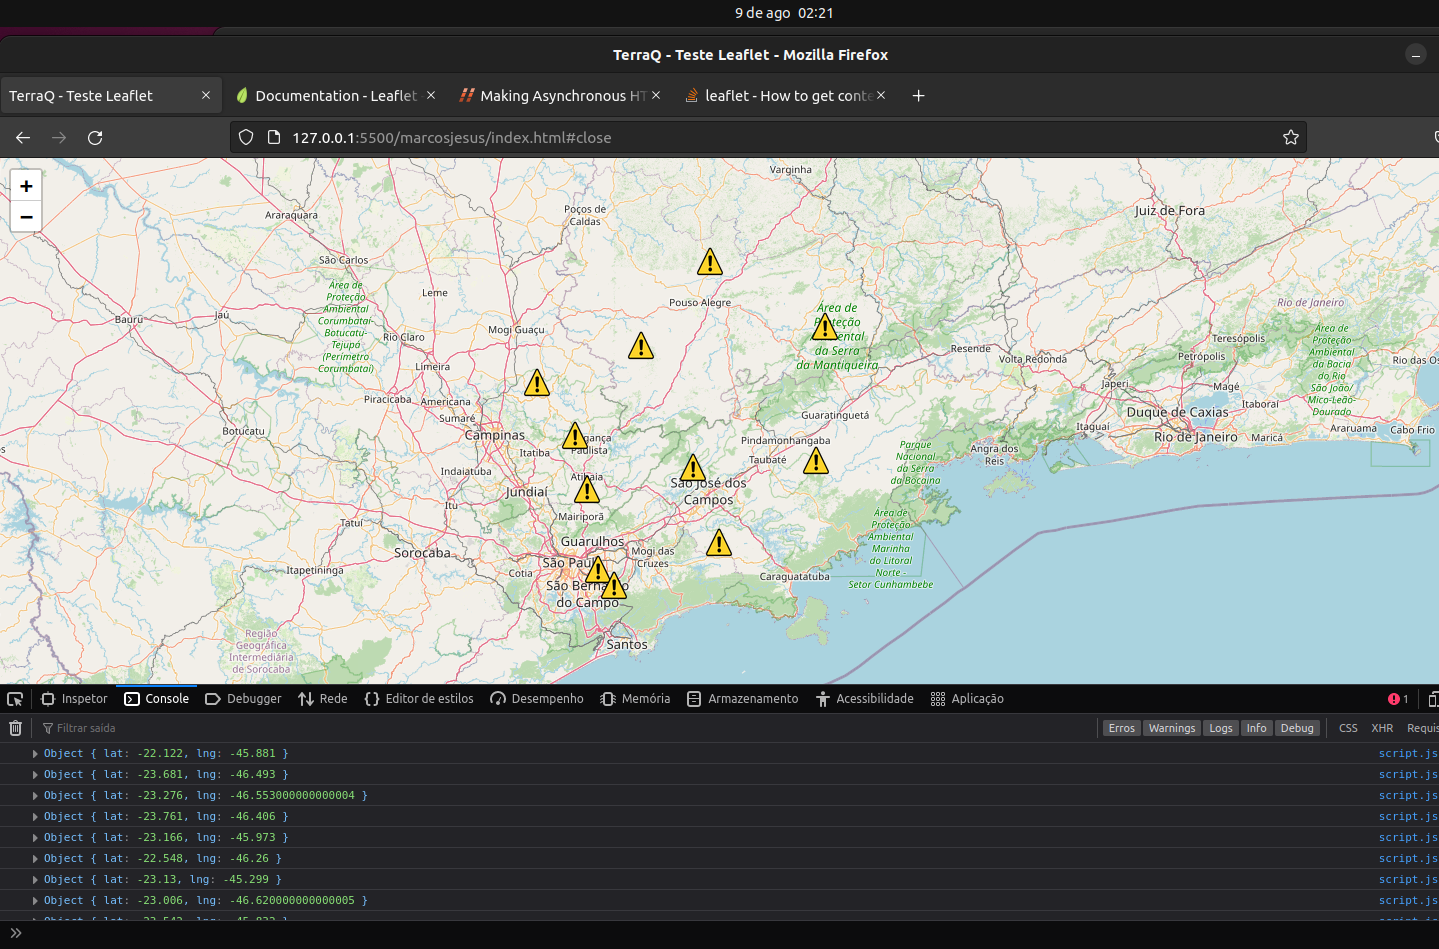 9 de ago 02:21
TerraQ - Teste Leaflet - Mozilla Firefox
TerraQ - Teste Leaflet
Documentation - Leaflet
Making Asynchronous HT
leaflet - How to get conte
127.0.0.1:5500/marcosjesus/index.html#close
+
−
Varginha
Araraquara
Poços de
Caldas
Juiz de Fora
São Carlos
Área de
Proteção
Ambiental
Corumbataí-
Botucatu-
Tejupá
(Perímetro
Corumbataí)
Leme
Pouso Alegre
Rio de Janeiro
Bauru
Jaú
Mogi Guaçu
Rio Claro
Limeira
Área de
Proteção
da Serra
da Mantiqueira
Resende
Volta Redonda
Teresópolis
Petrópolis
Área de
Proteção
Ambiental
da Bacia
do Rio
São João/
Mico-Leão-
Dourado
Rio das Os
Piracicaba
Americana
Sumaré
Japeri
Magé
Itaboraí
Duque de Caxias
Guaratinguetá
Botucatu
Campinas
Itatiba
Paulista
Pindamonhangaba
Taubaté
Parque
Nacional
da Serra
da Bocaina
Angra dos
Reis
Itaguaí
Rio de Janeiro
Maricá
Araruama
Cabo Frio
Indaiatuba
Jundiaí
Itu
Mairiporã
São José dos
Campos
Tatuí
Sorocaba
Guarulhos
Mogi das
Cruzes
Área de
Proteção
Ambiental
Marinha
do Litoral
Norte -
Setor Cunhambebe
Itapetininga
Cotia
Caraguatatuba
do Campo
Região
Geográfica
Intermediária
de Sorocaba
Santos
Inspetor
Console
Debugger
Rede
Editor de estilos
Desempenho
Memória
Armazenamento
Acessibilidade
Aplicação
1
Filtrar saída
Erros
Warnings
Logs
Info
Debug
CSS
XHR
Requis
Object { lat: -22.122, lng: -45.881 }
script.js
Object { lat: -23.681, lng: -46.493 }
script.js
Object { lat: -23.276, lng: -46.553000000000004 }
script.js
Object { lat: -23.761, lng: -46.406 }
script.js
Object { lat: -23.166, lng: -45.973 }
script.js
Object { lat: -22.548, lng: -46.26 }
script.js
Object { lat: -23.13, lng: -45.299 }
script.js
Object { lat: -23.006, lng: -46.620000000000005 }
script.js